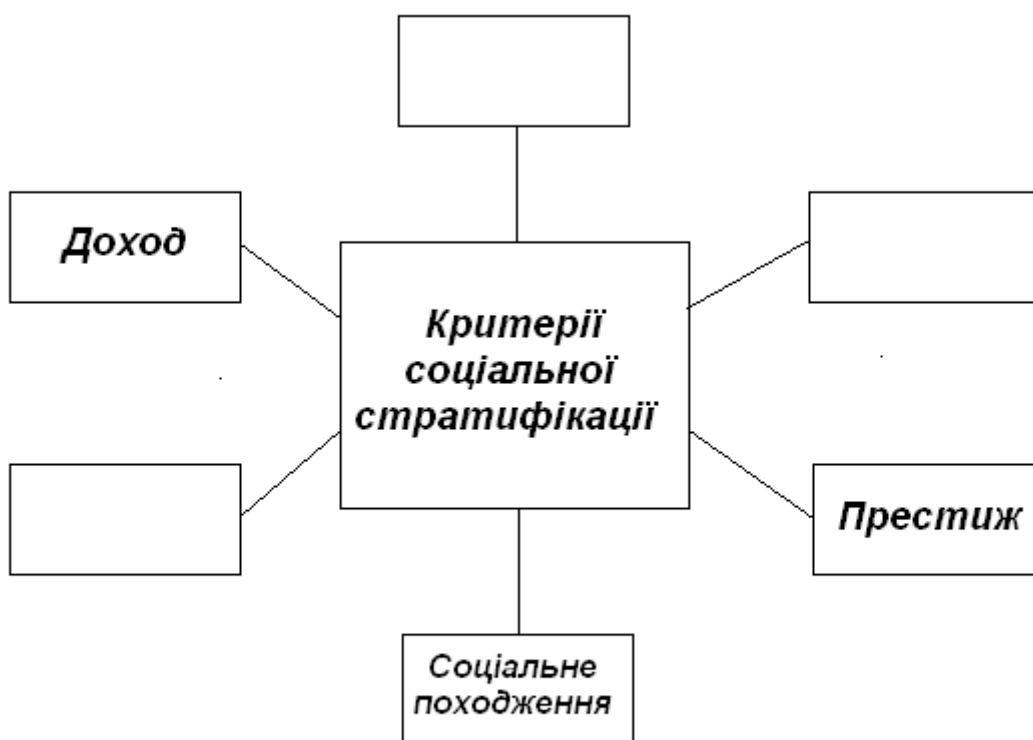 Доход
Критерії
соціальної
стратифікації
Престиж
Соціальне
походження